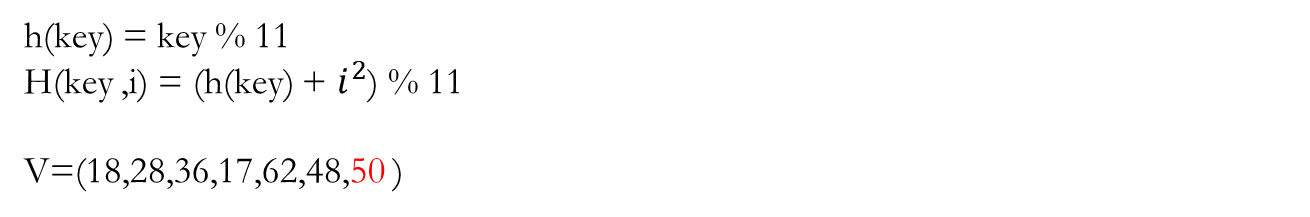 h(key) = key % 11
H(key ,i) = (h(key) + 𝒊²) % 11
V=(18,28,36,17,62,48,50 )